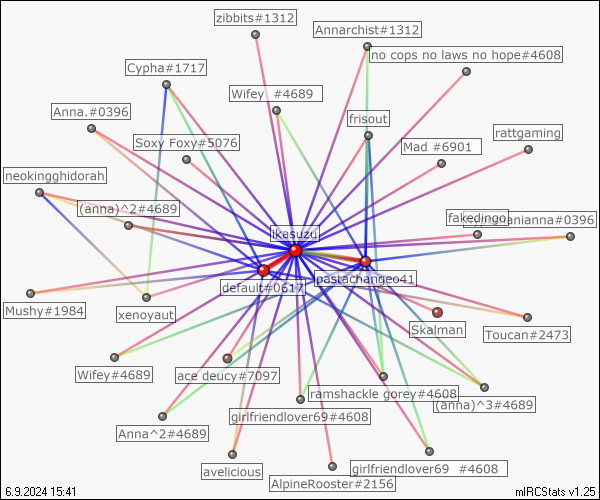 zibbits#1312
Annarchist#1312
no cops no laws no hope#4608
Cypha#1717
Wifey  #4689
Anna.#0396
frisout
Soxy Foxy#5076
Mad #6901
rattgaming
neokingghidorah
(anna)^2#4689
ikasuzu
#0396
default#0617
pastachangeo41
Mushy#1984
xenoyaut
Skalman
Toucan#2473
Wifey#4689
ace deucy#7097
ramshackle gorey#4608
girlfriendlover69#4608
(anna)^3#4689
Anna^2#4689
avelicious
AlpineRooster#2156
girlfriendlover69  #4608
6.9.2024 15:41
mIRCStats v1.25